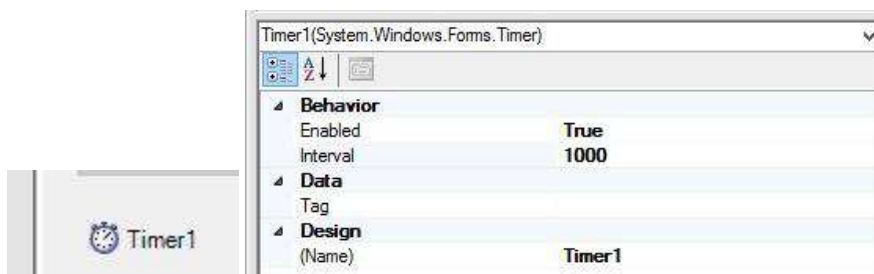 Timer1(System.Windows.Forms.Timer)
Behavior
Enabled True
Interval 1000
Data
Tag
Design
(Name) Timer1
Timer1